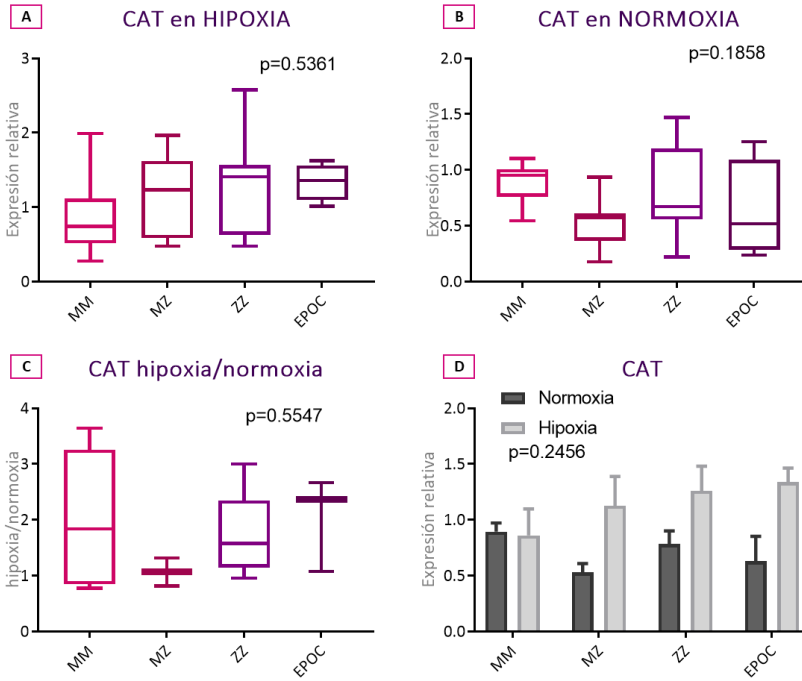 A
CAT en HIPOXIA
p=0.5361
Expresión relativa
3
2
1
0
MM
MZ
ZZ
EPOC
B
CAT en NORMOXIA
p=0.1858
2.0
1.5
1.0
0.5
0.0
Expresión relativa
MM
MZ
ZZ
EPOC
C
CAT hipoxia/normoxia
p=0.5547
hipoxia/normoxia
4
3
2
1
0
MM
MZ
ZZ
EPOC
D
CAT
Normoxia
Hipoxia
p=0.2456
Expresión relativa
2.0
1.5
1.0
0.5
0.0
MM
MZ
ZZ
EPOC